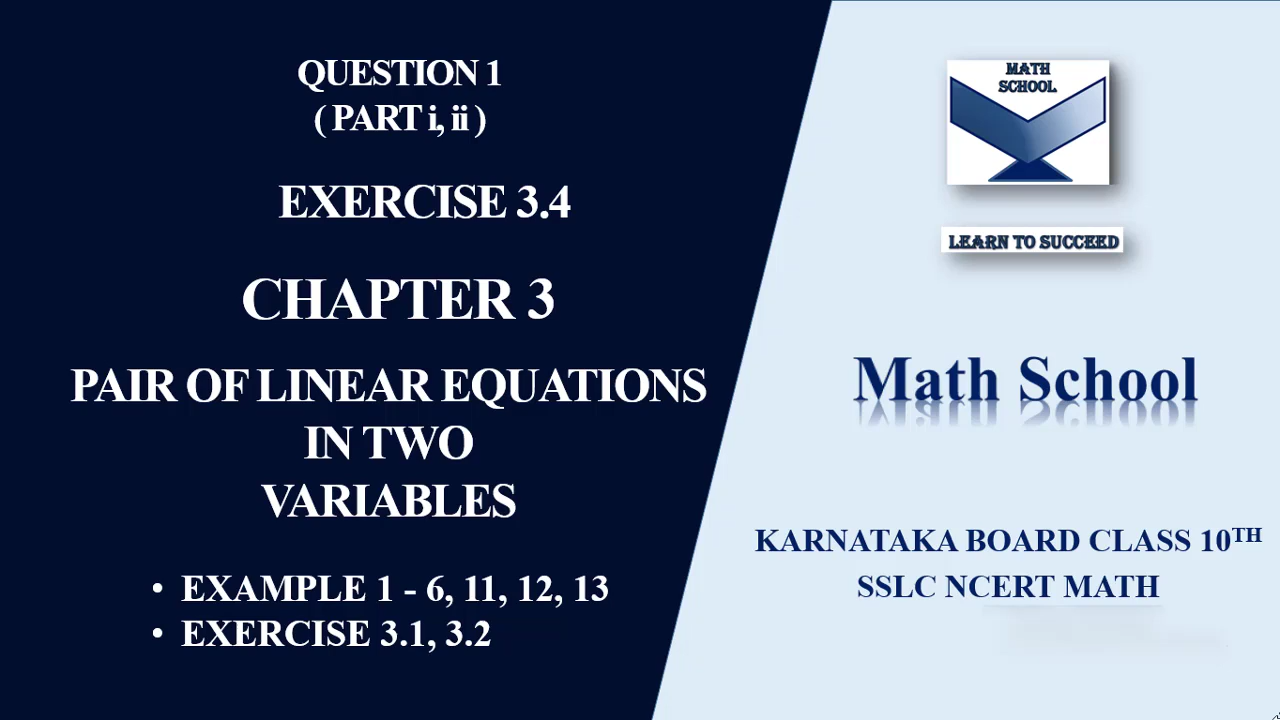 QUESTION 1
( PART i, ii )
EXERCISE 3.4
CHAPTER 3
PAIR OF LINEAR EQUATIONS
IN TWO
VARIABLES
• EXAMPLE 1 - 6, 11, 12, 13
• EXERCISE 3.1, 3.2
MATH
SCHOOL
LEARN TO SUCCEED
Math School
KARNATAKA BOARD CLASS 10TH
SSLC NCERT MATH